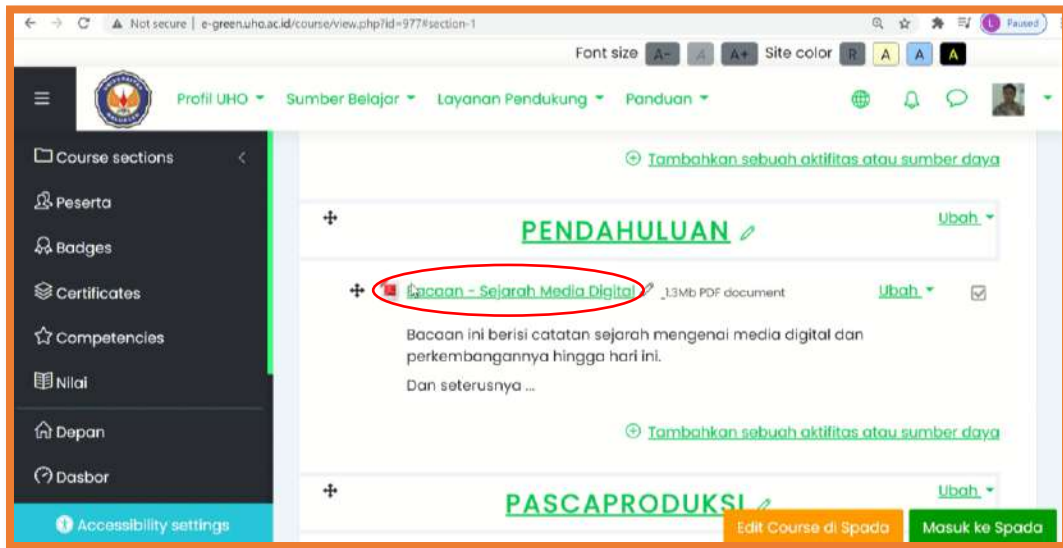 Not secure | e-green.uho.ac.id/course/view.php?id=977#section-1
L Paused
Font size A- A A+ Site color R A A A
Profil UHO Sumber Belajar Layanan Pendukung Panduan
Course sections
Tambahkan sebuah aktifitas atau sumber daya
Peserta
PENDAHULUAN
Ubah
Badges
Certificates
Bacaan - Sejarah Media Digital 1.3Mb PDF document
Ubah
Competencies
Bacaan ini berisi catatan sejarah mengenai media digital dan
perkembangannya hingga hari ini.
Nilai
Dan seterusnya ...
Depan
Tambahkan sebuah aktifitas atau sumber daya
Dasbor
PASCAPRODUKSI
Ubah
Accessibility settings
Edit Course di Spada
Masuk ke Spada